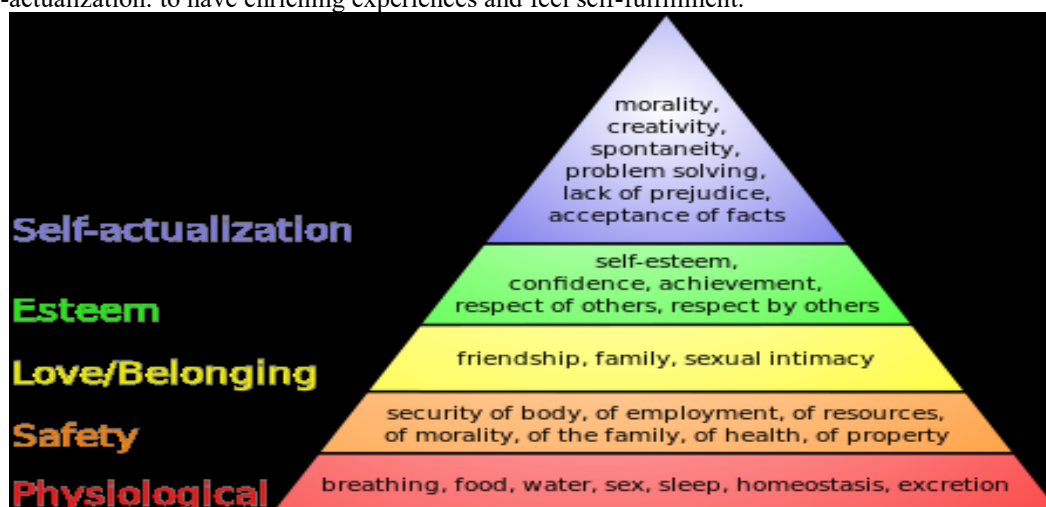 -actualization: to have enriching experiences and feel self-fulfillment.
morality,
creativity,
spontaneity,
problem solving,
lack of prejudice,
acceptance of facts
Self-actualization
self-esteem,
confidence, achievement,
respect of others, respect by others
Esteem
friendship, family, sexual intimacy
Love/Belonging
security of body, of employment, of resources,
of morality, of the family, of health, of property
Safety
breathing, food, water, sex, sleep, homeostasis, excretion
Physiological